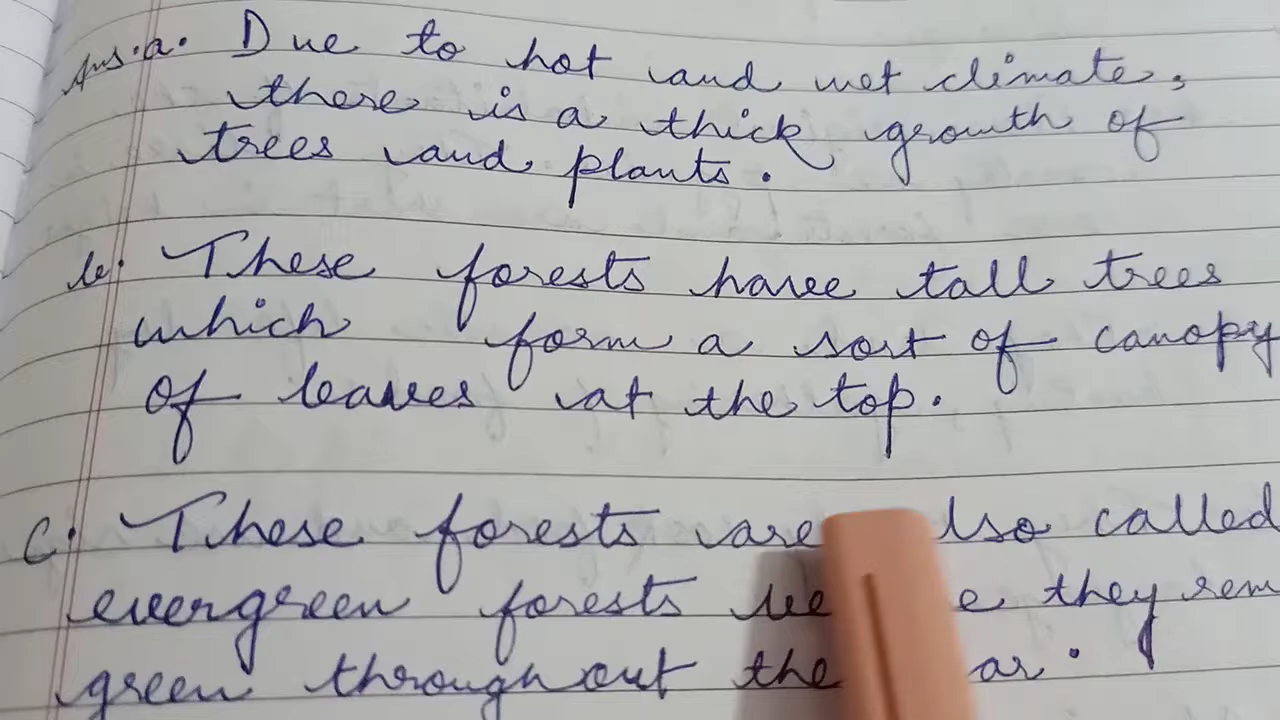 Ans.a. Due to hot and wet climate,
there is a thick growth of
trees and plants.
b. These forests have tall trees
which form a sort of canopy
of leaves at the top.
c. These forests are called
evergreen forests they
green throughout the